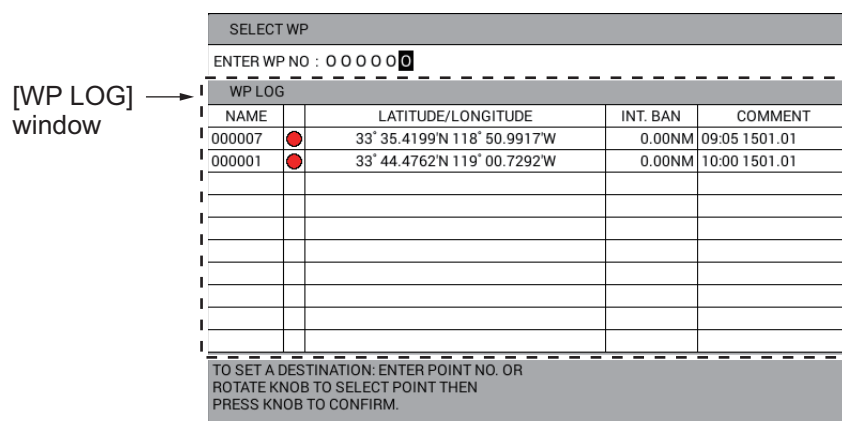 SELECT WP
ENTER WP NO : O O O O O O
[WP LOG] window
WP LOG
NAME LATITUDE/LONGITUDE INT. BAN COMMENT
000007 33° 35.4199'N 118° 50.9917'W 0.00NM 09:05 1501.01
000001 33° 44.4762'N 119° 00.7292'W 0.00NM 10:00 1501.01
TO SET A DESTINATION: ENTER POINT NO. OR
ROTATE KNOB TO SELECT POINT THEN
PRESS KNOB TO CONFIRM.